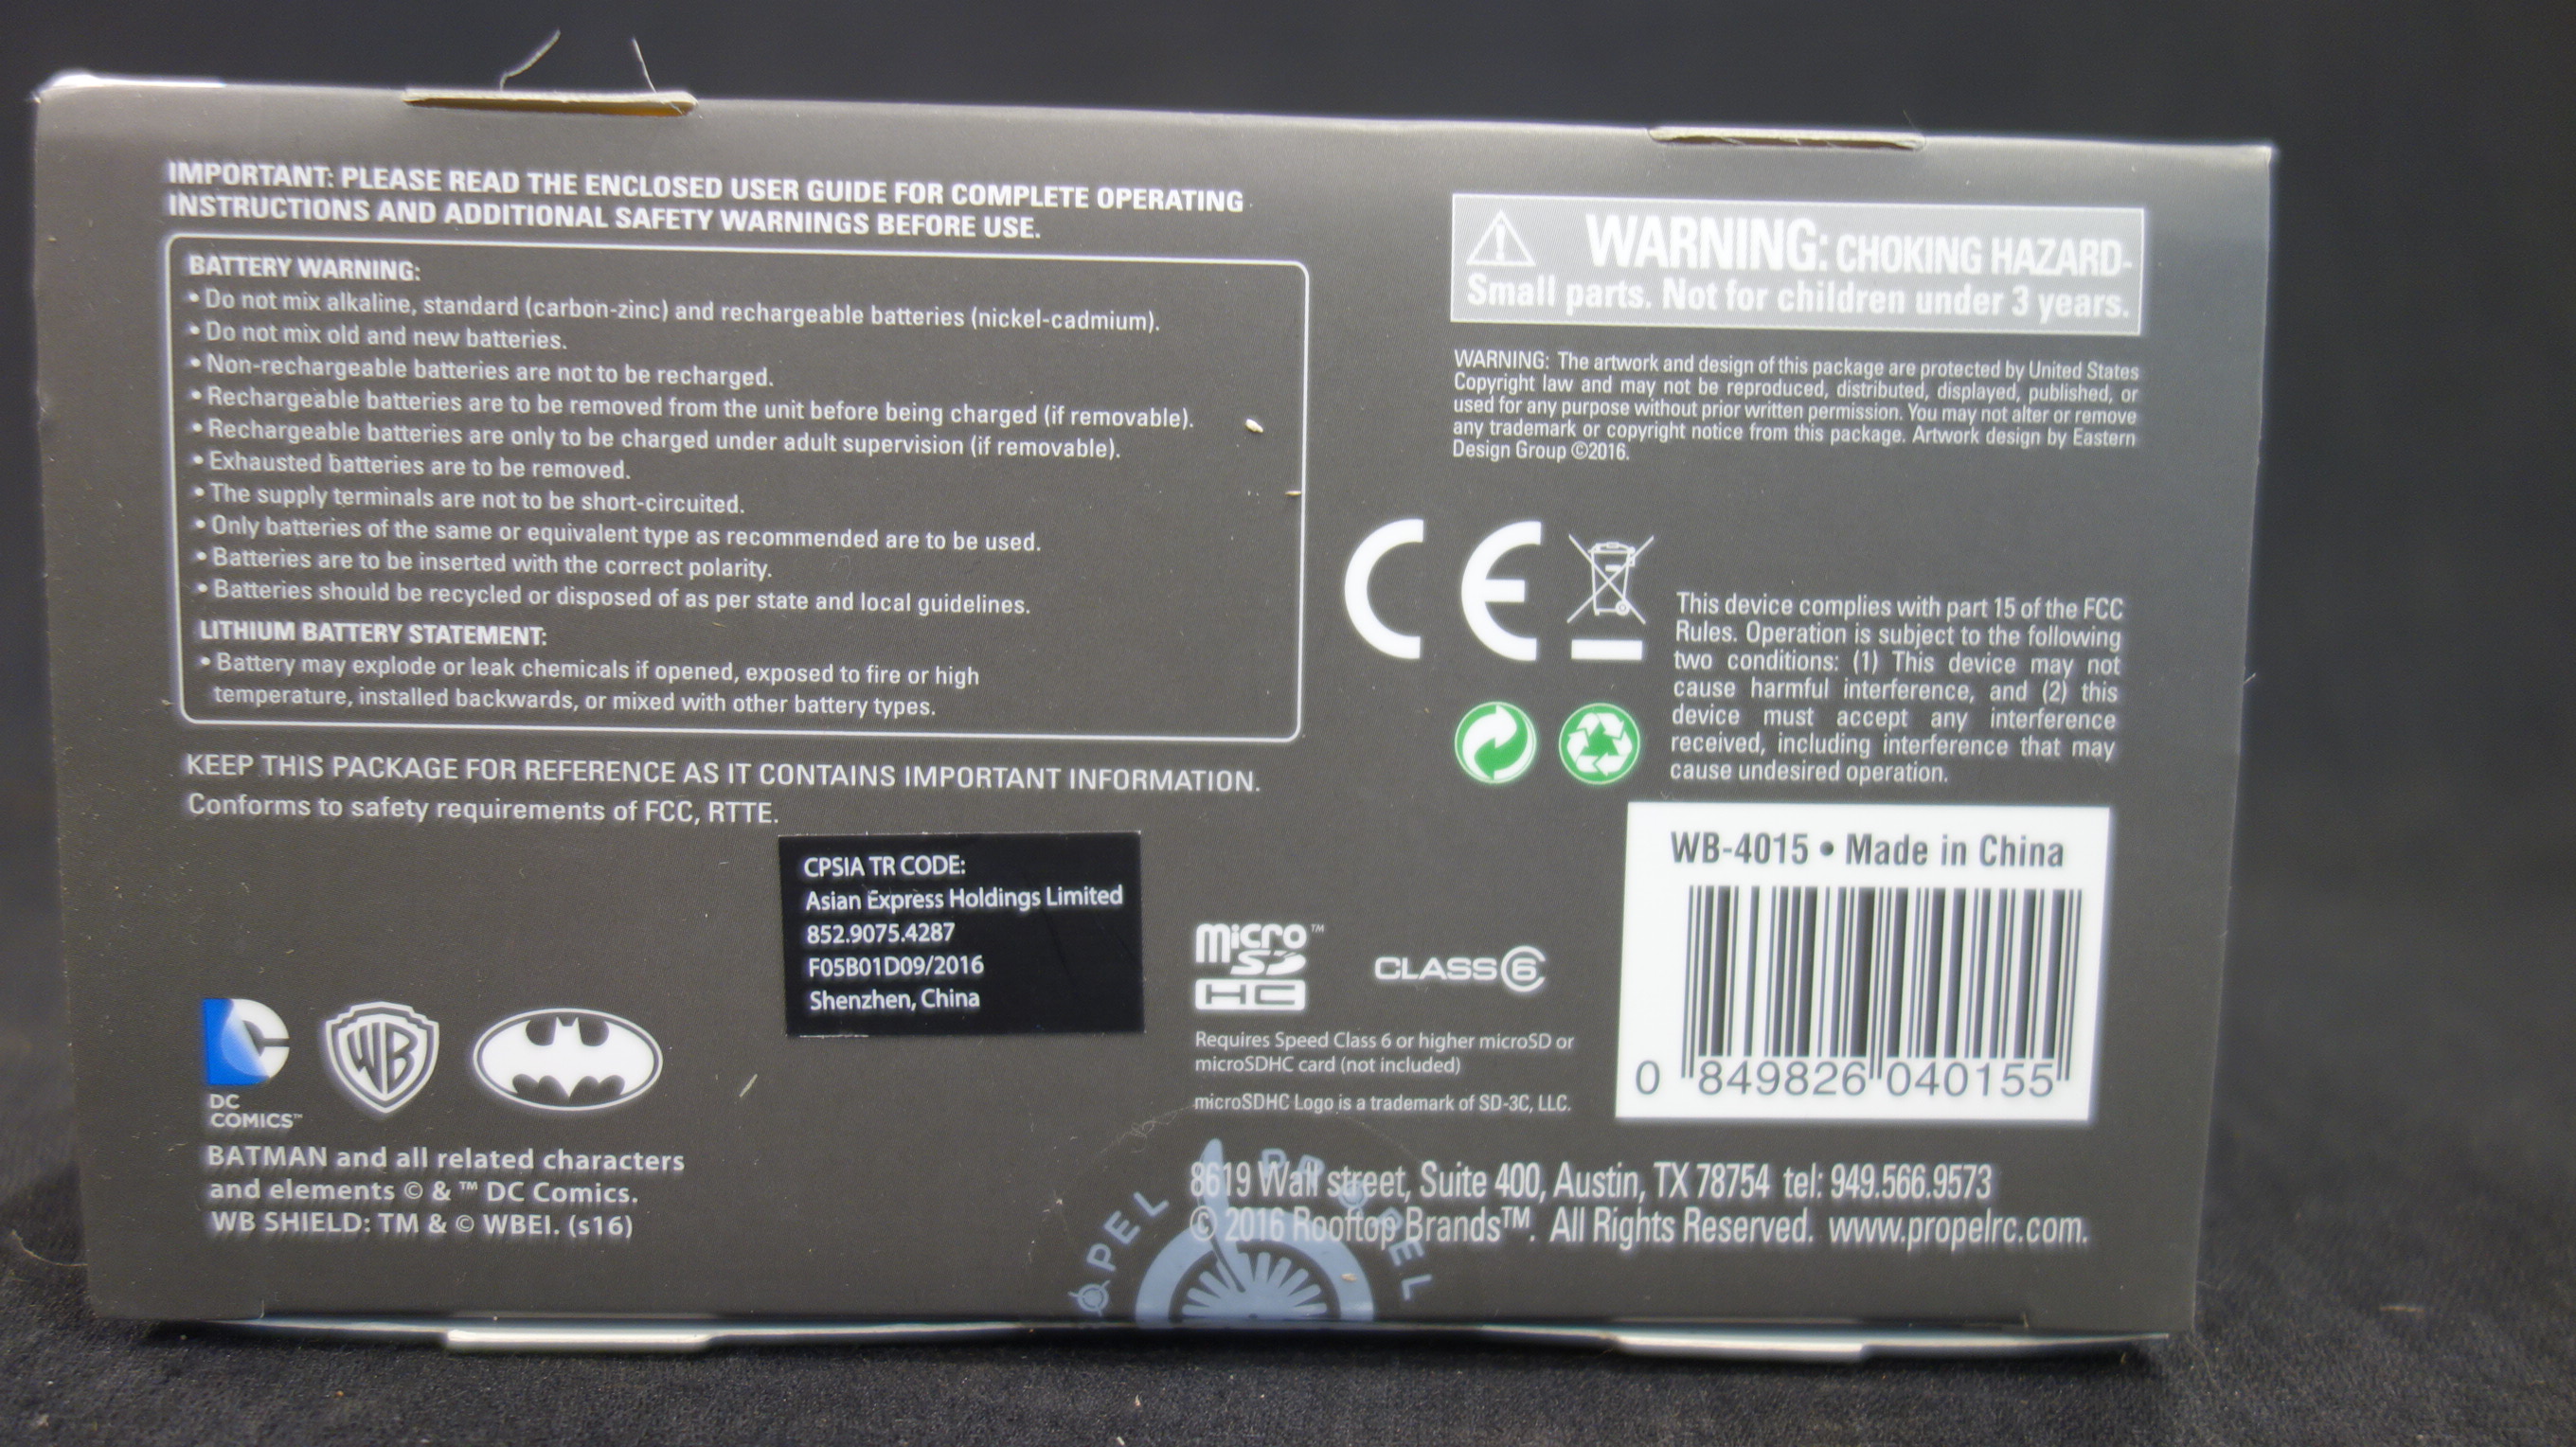 IMPORTANT: PLEASE READ THE ENCLOSED USER GUIDE FOR COMPLETE OPERATING
INSTRUCTIONS AND ADDITIONAL SAFETY WARNINGS BEFORE USE.
BATTERY WARNING:
• Do not mix alkaline, standard (carbon-zinc) and rechargeable batteries (nickel-cadmium).
• Do not mix old and new batteries.
• Non-rechargeable batteries are not to be recharged.
• Rechargeable batteries are to be removed from the unit before being charged (if removable).
• Rechargeable batteries are only to be charged under adult supervision (if removable).
• Exhausted batteries are to be removed.
• The supply terminals are not to be short-circuited.
• Only batteries of the same or equivalent type as recommended are to be used.
• Batteries are to be inserted with the correct polarity.
• Batteries should be recycled or disposed of as per state and local guidelines.
LITHIUM BATTERY STATEMENT:
• Battery may explode or leak chemicals if opened, exposed to fire or high
temperature, installed backwards, or mixed with other battery types.
KEEP THIS PACKAGE FOR REFERENCE AS IT CONTAINS IMPORTANT INFORMATION.
Conforms to safety requirements of FCC, RTTE.
CPSIA TR CODE:
Asian Express Holdings Limited
852.9075.4287
F05B01D09/2016
Shenzhen, China
DC
COMICS™
WB
BATMAN and all related characters
and elements © & ™ DC Comics.
WB SHIELD: TM & © WBEI. (s16)
WARNING: CHOKING HAZARD-
Small parts. Not for children under 3 years.
WARNING: The artwork and design of this package are protected by United States
Copyright law and may not be reproduced, distributed, displayed, published, or
used for any purpose without prior written permission. You may not alter or remove
any trademark or copyright notice from this package. Artwork design by Eastern
Design Group ©2016.
CE
This device complies with part 15 of the FCC
Rules. Operation is subject to the following
two conditions: (1) This device may not
cause harmful interference, and (2) this
device must accept any interference
received, including interference that may
cause undesired operation.
WB-4015 • Made in China
0 849826 040155
micro™
SD
HC
CLASS 6
Requires Speed Class 6 or higher microSD or
microSDHC card (not included)
microSDHC Logo is a trademark of SD-3C, LLC.
8619 Wall street, Suite 400, Austin, TX 78754 tel: 949.566.9573
© 2016 Rooftop Brands™. All Rights Reserved. www.propelrc.com.
OPEL PROPEL